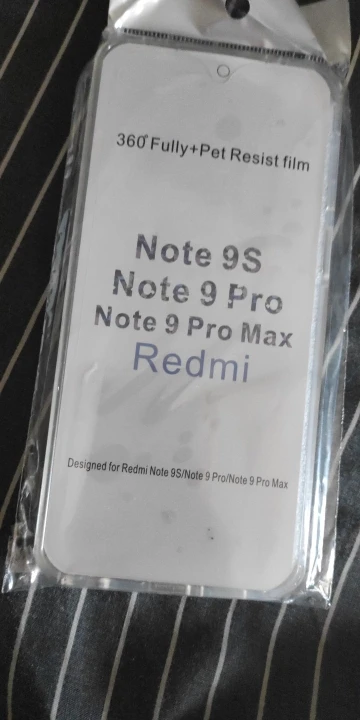 360° Fully+Pet Resist film
Note 9S
Note 9 Pro
Note 9 Pro Max
Redmi
Designed for Redmi Note 9S/Note 9 Pro/Note 9 Pro Max